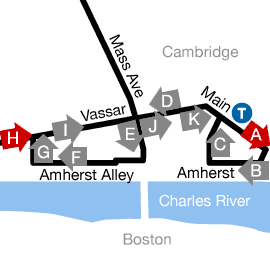 Mass Ave
Cambridge
Main
T
Vassar
D
A
H
I
E
J
K
G
F
C
B
Amherst Alley
Amherst
Charles River
Boston